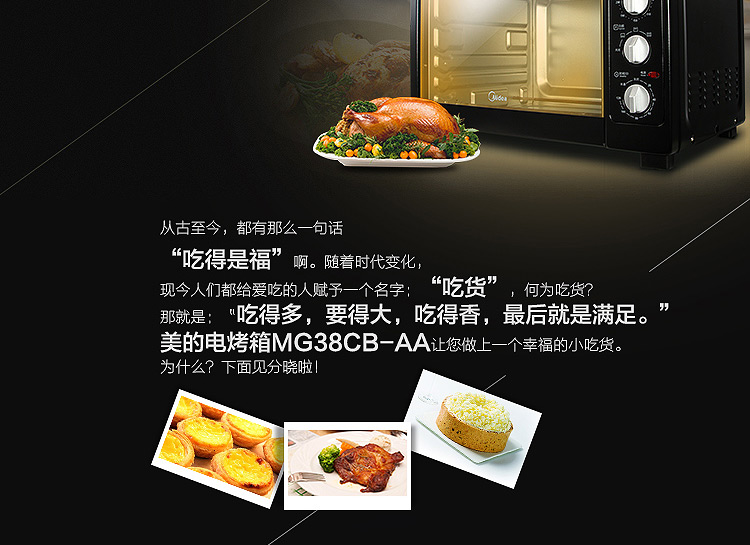 Midea
从古至今，都有那么一句话
“吃得是福”啊。随着时代变化，
现今人们都给爱吃的人赋予一个名字；“吃货”，何为吃货？
那就是；“吃得多，要得大，吃得香，最后就是满足。”
美的电烤箱MG38CB-AA让您做上一个幸福的小吃货。
为什么？下面见分晓啦！